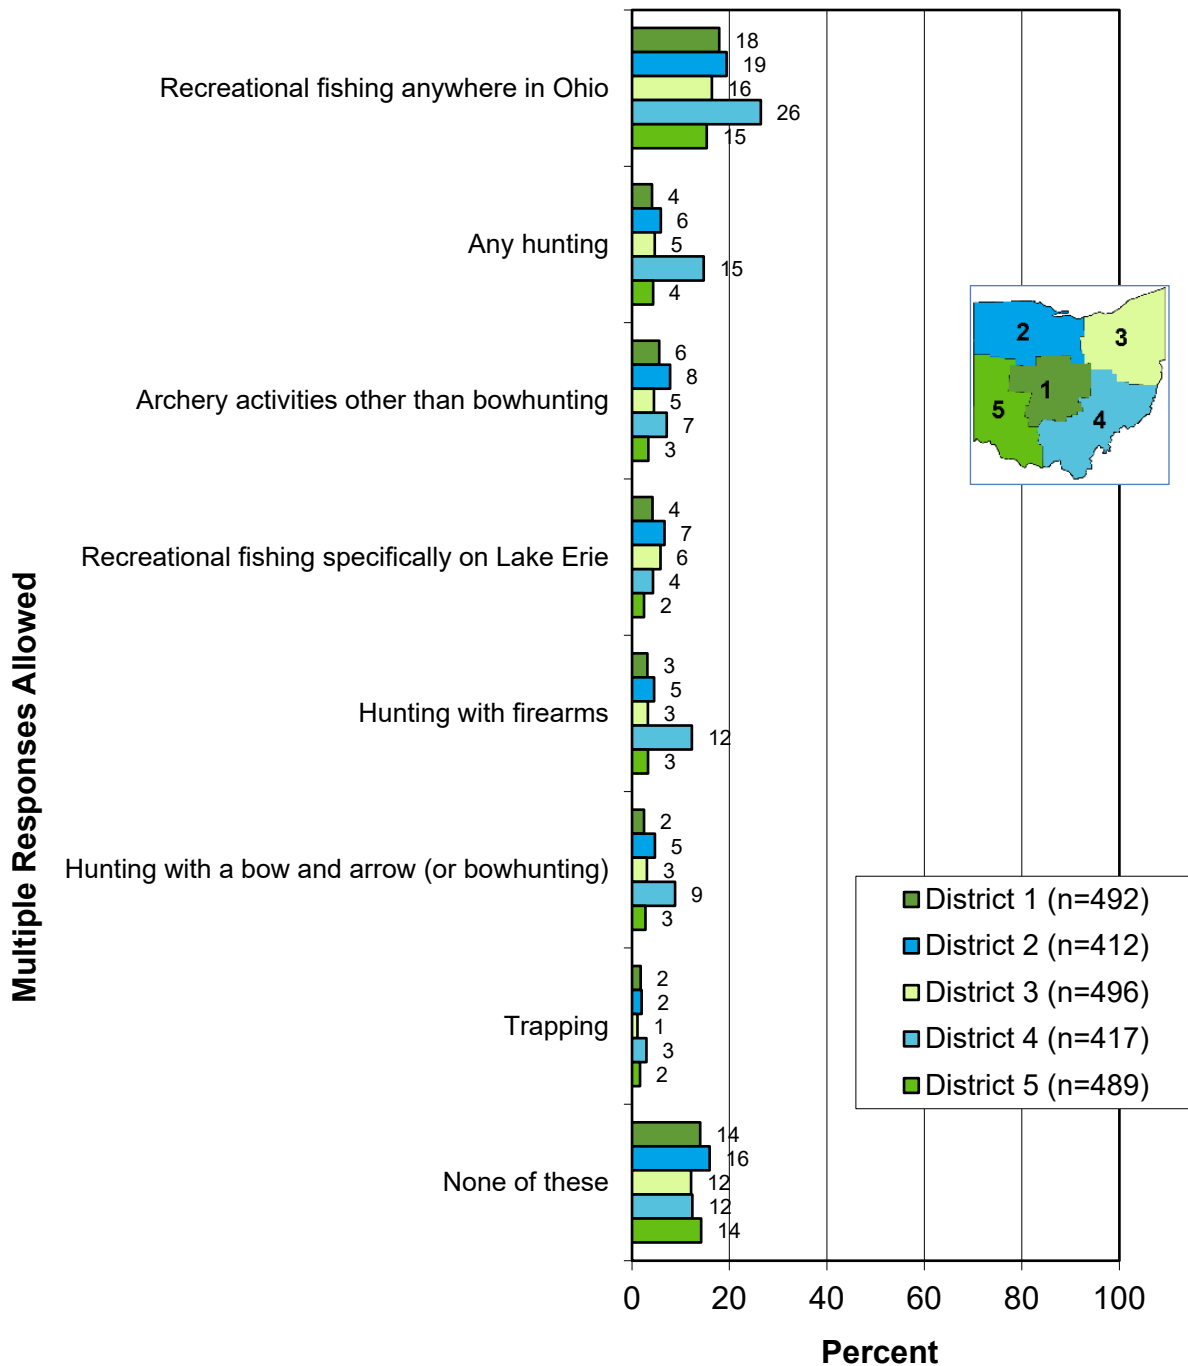 Multiple Responses Allowed
Recreational fishing anywhere in Ohio
18
19
16
26
15
Any hunting
4
6
5
15
4
Archery activities other than bowhunting
6
8
5
7
3
Recreational fishing specifically on Lake Erie
4
7
6
4
2
Hunting with firearms
3
5
3
12
3
Hunting with a bow and arrow (or bowhunting)
2
5
3
9
3
Trapping
2
2
1
3
2
None of these
14
16
12
12
14
2
3
1
5
4
District 1 (n=492)
District 2 (n=412)
District 3 (n=496)
District 4 (n=417)
District 5 (n=489)
0 20 40 60 80 100
Percent